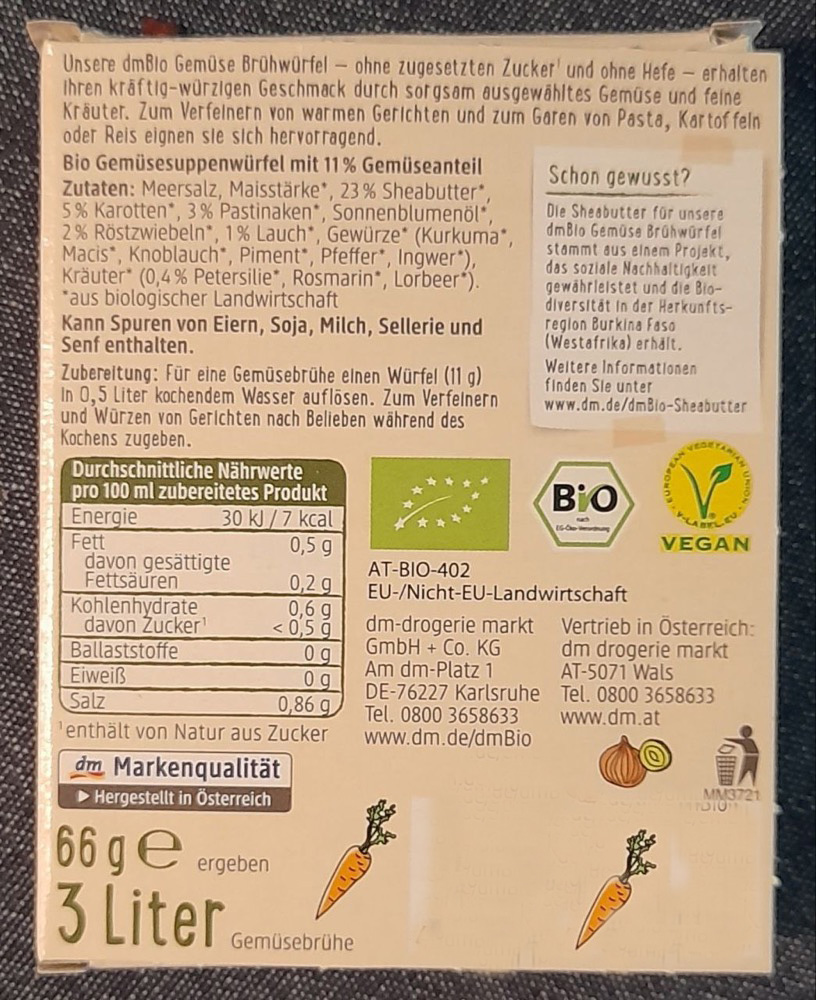 Unsere dmBio Gemüse Brühwürfel – ohne zugesetzten Zucker¹ und ohne Hefe – erhalten
ihren kräftig-würzigen Geschmack durch sorgsam ausgewähltes Gemüse und feine
Kräuter. Zum Verfeinern von warmen Gerichten und zum Garen von Pasta, Kartoffeln
oder Reis eignen sie sich hervorragend.
Bio Gemüsesuppenwürfel mit 11 % Gemüseanteil
Zutaten: Meersalz, Maisstärke*, 23 % Sheabutter*,
5 % Karotten*, 3 % Pastinaken*, Sonnenblumenöl*,
2 % Röstzwiebeln*, 1 % Lauch*, Gewürze* (Kurkuma*,
Macis*, Knoblauch*, Piment*, Pfeffer*, Ingwer*),
Kräuter* (0,4 % Petersilie*, Rosmarin*, Lorbeer*).
*aus biologischer Landwirtschaft
Kann Spuren von Eiern, Soja, Milch, Sellerie und
Senf enthalten.
Zubereitung: Für eine Gemüsebrühe einen Würfel (11 g)
in 0,5 Liter kochendem Wasser auflösen. Zum Verfeinern
und Würzen von Gerichten nach Belieben während des
Kochens zugeben.
Schon gewusst?
Die Sheabutter für unsere
dmBio Gemüse Brühwürfel
stammt aus einem Projekt,
das soziale Nachhaltigkeit
gewährleistet und die Bio-
diversität in der Herkunfts-
region Burkina Faso
(Westafrika) erhält.
Weitere Informationen
finden Sie unter
www.dm.de/dmBio-Sheabutter
Durchschnittliche Nährwerte
pro 100 ml zubereitetes Produkt
Energie 30 kJ / 7 kcal
Fett 0,5 g
davon gesättigte
Fettsäuren 0,2 g
Kohlenhydrate 0,6 g
davon Zucker¹ < 0,5 g
Ballaststoffe 0 g
Eiweiß 0 g
Salz 0,86 g
¹enthält von Natur aus Zucker
dm Markenqualität
Hergestellt in Österreich
66 g e ergeben
3 Liter Gemüsebrühe
Bio
nach
EG-Öko-Verordnung
EUROPEAN VEGETARIAN UNION
V-LABEL.EU
VEGAN
AT-BIO-402
EU-/Nicht-EU-Landwirtschaft
dm-drogerie markt
GmbH + Co. KG
Am dm-Platz 1
DE-76227 Karlsruhe
Tel. 0800 3658633
www.dm.de/dmBio
Vertrieb in Österreich:
dm drogerie markt
AT-5071 Wals
Tel. 0800 3658633
www.dm.at
MM3721